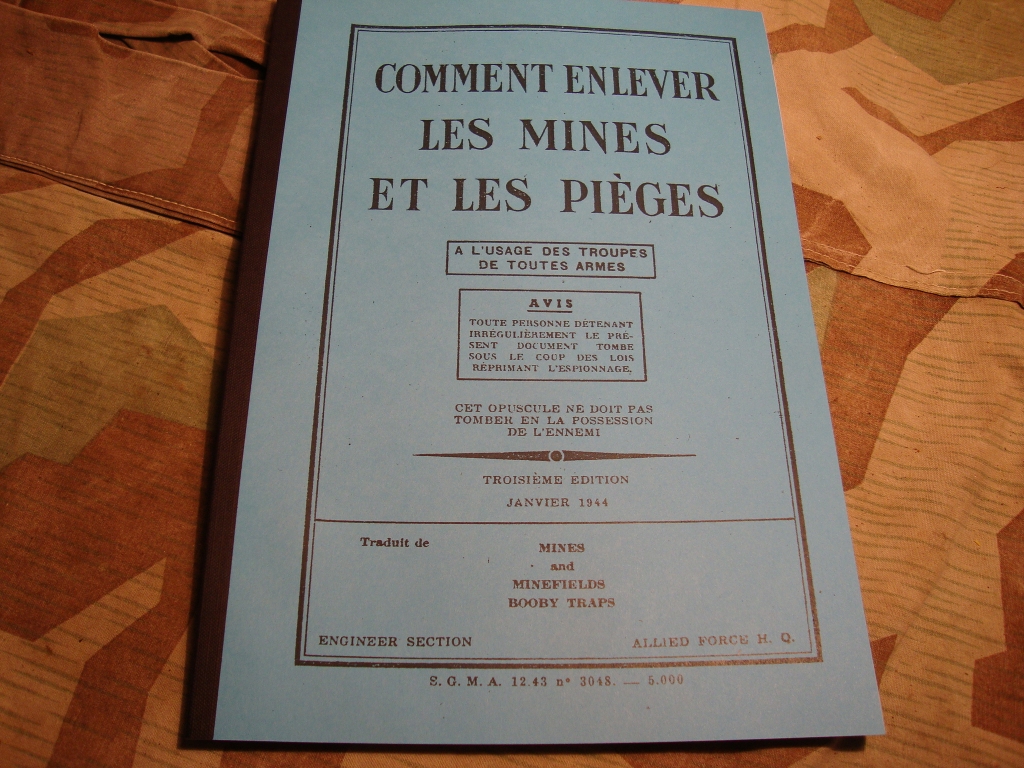 COMMENT ENLEVER
LES MINES
ET LES PIÈGES
A L'USAGE DES TROUPES
DE TOUTES ARMES
AVIS
TOUTE PERSONNE DÉTENANT
IRRÉGULIÈREMENT LE PRÉ-
SENT DOCUMENT TOMBE
SOUS LE COUP DES LOIS
RÉPRIMANT L'ESPIONNAGE.
CET OPUSCULE NE DOIT PAS
TOMBER EN LA POSSESSION
DE L'ENNEMI
TROISIÈME EDITION
JANVIER 1944
Traduit de
MINES
and
MINEFIELDS
BOOBY TRAPS
ENGINEER SECTION
ALLIED FORCE H. Q.
S. G. M. A. 12.43 nº 3048. — 5.000